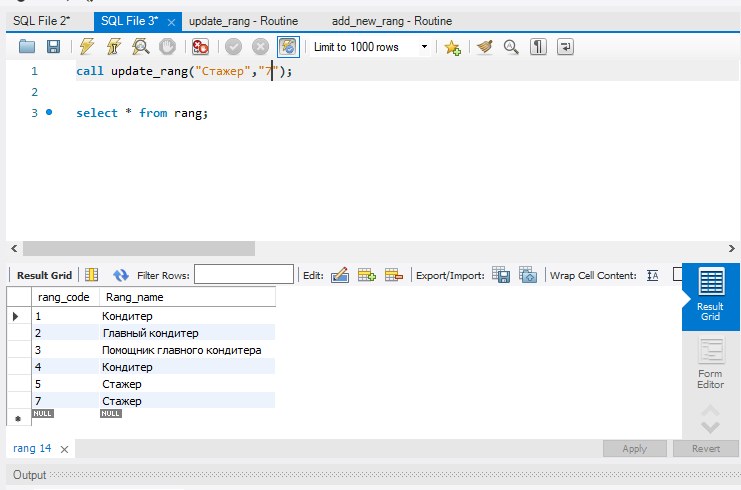 SQL File 2* SQL File 3* × update_rang - Routine add_new_rang - Routine
Limit to 1000 rows
1 call update_rang("Стажер","7");
2
3 select * from rang;
Result Grid Filter Rows: Edit: Export/Import: Wrap Cell Content: IA
rang_code Rang_name
1 Кондитер
2 Главный кондитер
3 Помощник главного кондитера
4 Кондитер
5 Стажер
7 Стажер
NULL NULL
Result
Grid
Form
Editor
rang 14 × Apply Revert
Output